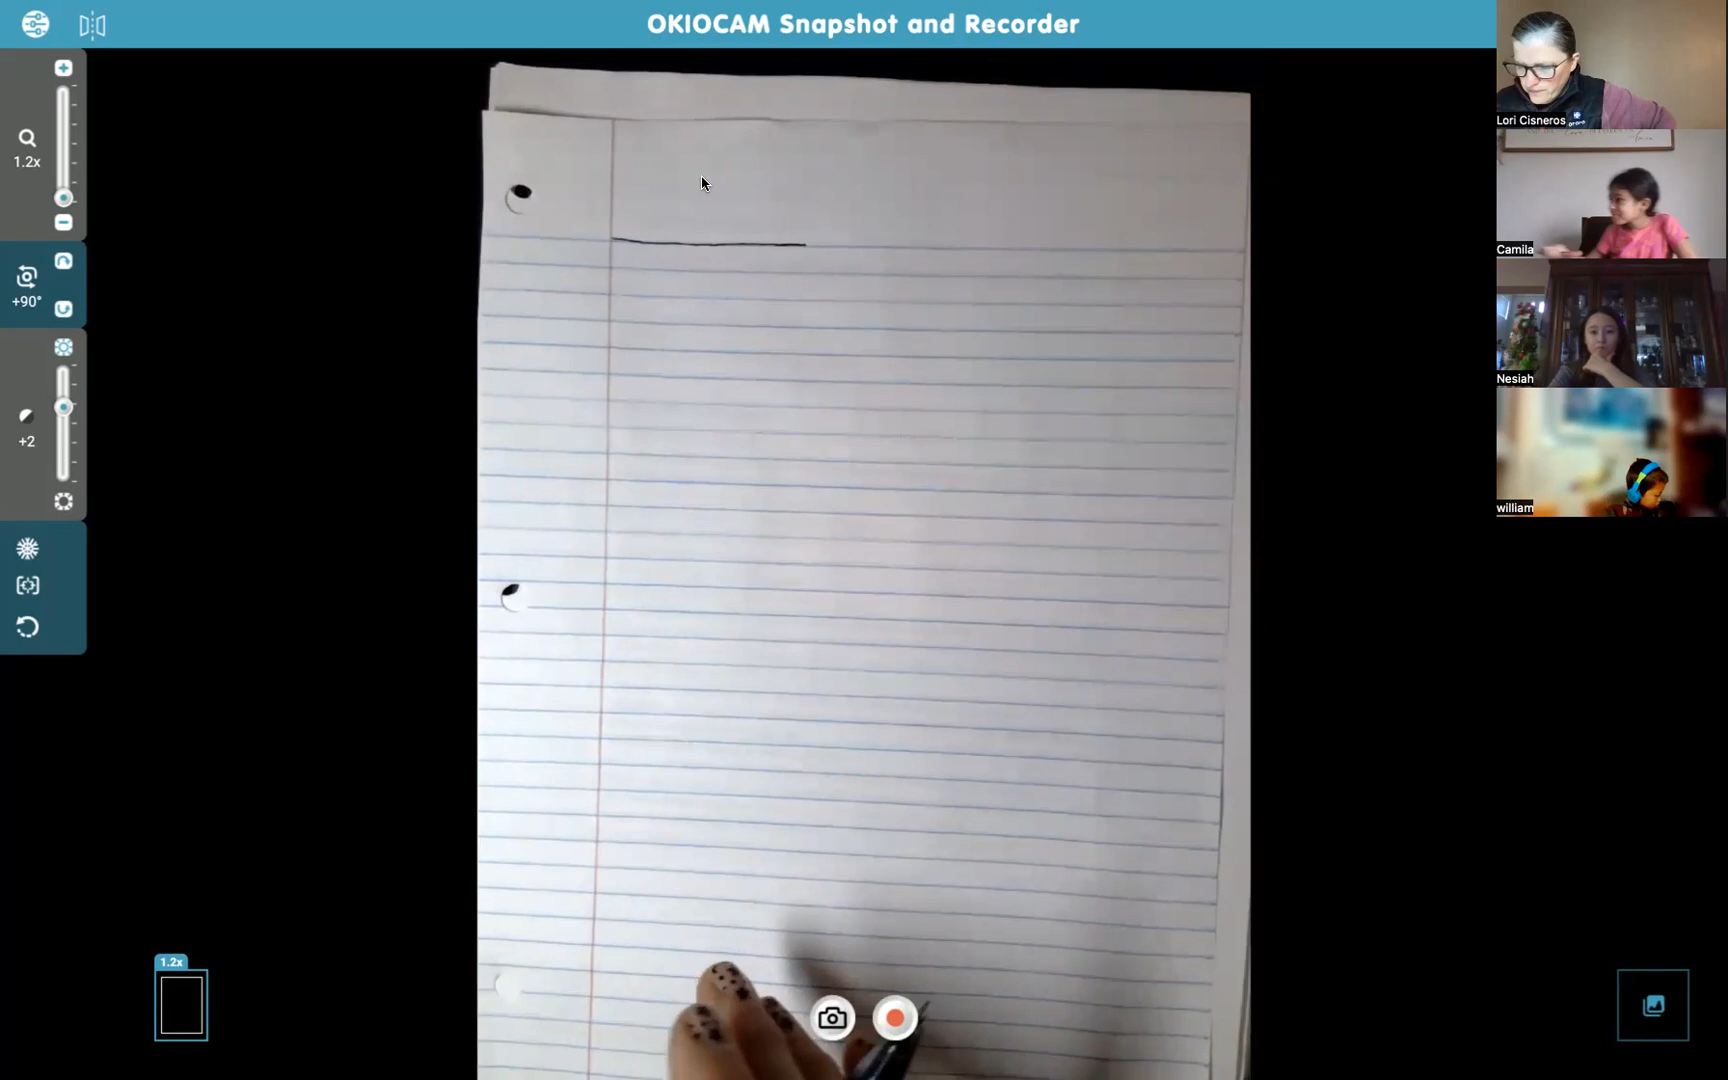 OKIOCAM Snapshot and Recorder
1.2x
+90°
+2
1.2x
Lori Cisneros
Camila
Nesiah
william